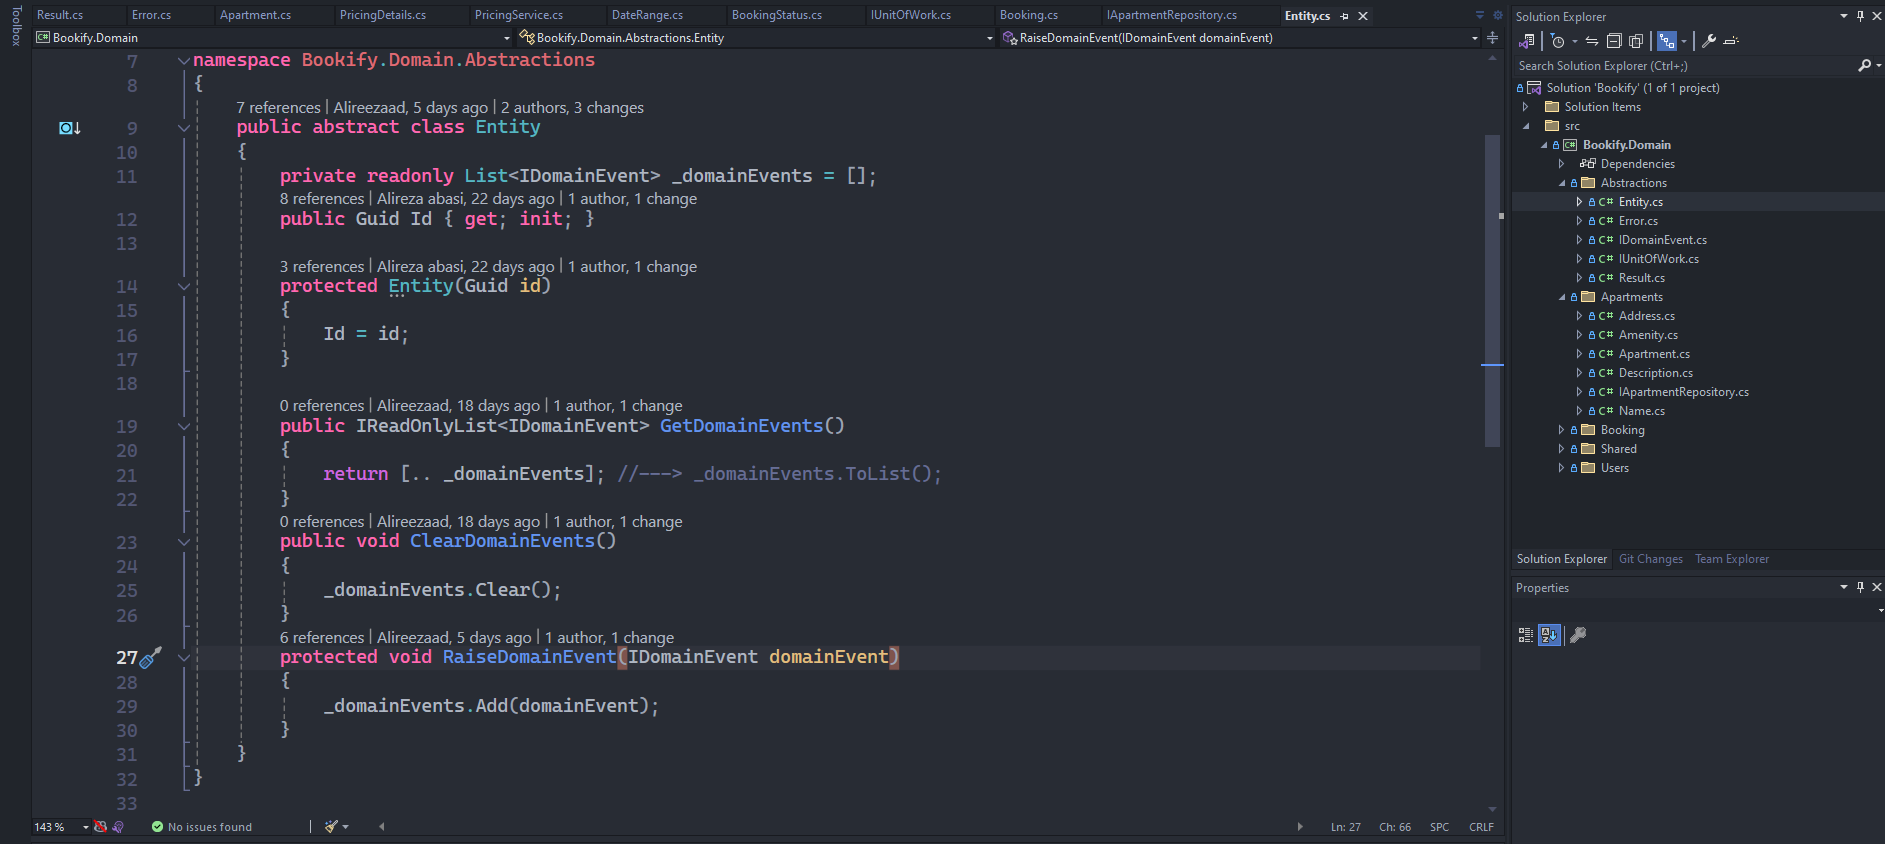 Toolbox
Result.cs Error.cs Apartment.cs PricingDetails.cs PricingService.cs DateRange.cs BookingStatus.cs IUnitOfWork.cs Booking.cs IApartmentRepository.cs Entity.cs
Bookify.Domain Bookify.Domain.Abstractions.Entity RaiseDomainEvent(IDomainEvent domainEvent)
7 namespace Bookify.Domain.Abstractions
8 {
7 references | Alireezaad, 5 days ago | 2 authors, 3 changes
9 public abstract class Entity
10 {
11 private readonly List<IDomainEvent> _domainEvents = [];
8 references | Alireza abasi, 22 days ago | 1 author, 1 change
12 public Guid Id { get; init; }
13
3 references | Alireza abasi, 22 days ago | 1 author, 1 change
14 protected Entity(Guid id)
15 {
16 Id = id;
17 }
18
0 references | Alireezaad, 18 days ago | 1 author, 1 change
19 public IReadOnlyList<IDomainEvent> GetDomainEvents()
20 {
21 return [.. _domainEvents]; //---> _domainEvents.ToList();
22 }
0 references | Alireezaad, 18 days ago | 1 author, 1 change
23 public void ClearDomainEvents()
24 {
25 _domainEvents.Clear();
26 }
6 references | Alireezaad, 5 days ago | 1 author, 1 change
27 protected void RaiseDomainEvent(IDomainEvent domainEvent)
28 {
29 _domainEvents.Add(domainEvent);
30 }
31 }
32 }
33
143 % No issues found Ln: 27 Ch: 66 SPC CRLF
Solution Explorer
Search Solution Explorer (Ctrl+;)
Solution 'Bookify' (1 of 1 project)
Solution Items
src
C# Bookify.Domain
Dependencies
Abstractions
C# Entity.cs
C# Error.cs
C# IDomainEvent.cs
C# IUnitOfWork.cs
C# Result.cs
Apartments
C# Address.cs
C# Amenity.cs
C# Apartment.cs
C# Description.cs
C# IApartmentRepository.cs
C# Name.cs
Booking
Shared
Users
Solution Explorer Git Changes Team Explorer
Properties